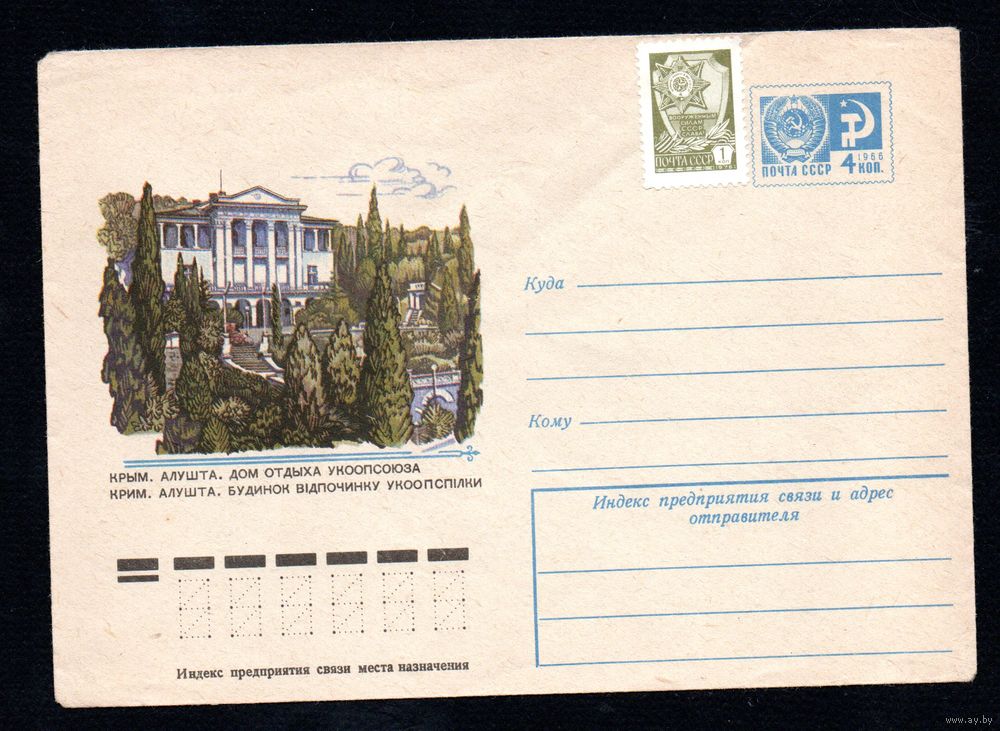 ВООРУЖЕННЫМ
СИЛАМ
СССР
СЛАВА!
ПОЧТА СССР 1
1966
ПОЧТА СССР 4 КОП.
Куда
Кому
КРЫМ. АЛУШТА. ДОМ ОТДЫХА УКООПСОЮЗА
КРИМ. АЛУШТА. БУДИНОК ВІДПОЧИНКУ УКООПСПІЛКИ
Индекс предприятия связи и адрес
отправителя
Индекс предприятия связи места назначения
www.ay.by